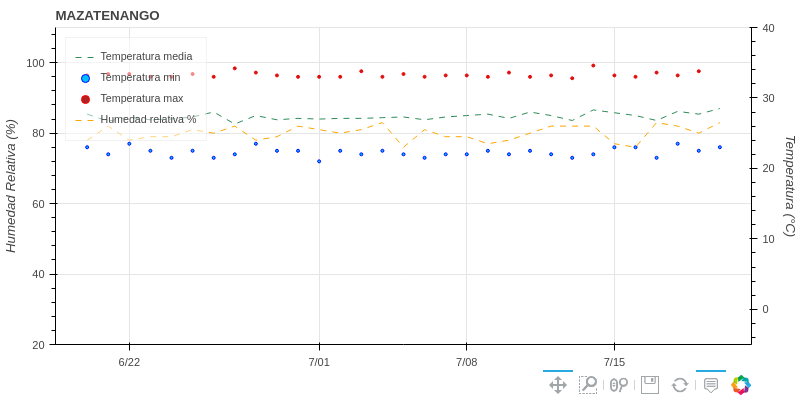 MAZATENANGO
Temperatura media
Temperatura min
Temperatura max
Humedad relativa %
Humedad Relativa (%)
100
80
60
40
20
Temperatura (°C)
40
30
20
10
0
6/22
7/01
7/08
7/15